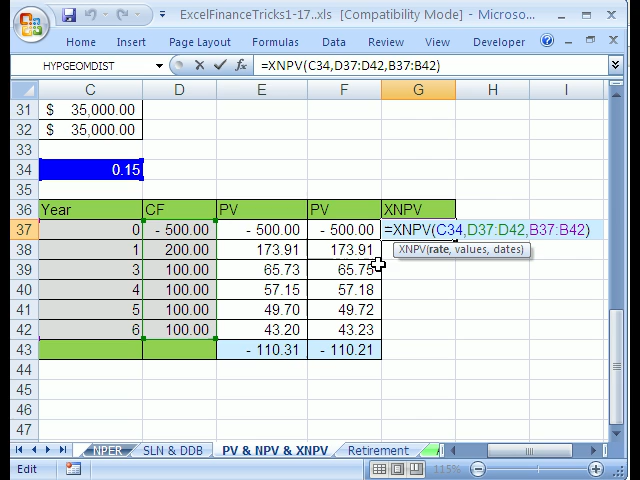 ExcelFinanceTricks1-17..xls [Compatibility Mode] - Microso...
Home Insert Page Layout Formulas Data Review View Developer
HYPGEOMDIST =XNPV(C34,D37:D42,B37:B42)
C D E F G H I
31 $ 35,000.00
32 $ 35,000.00
33
34 0.15
35
36 Year CF PV PV XNPV
37 0 - 500.00 - 500.00 - 500.00 =XNPV(C34,D37:D42,B37:B42)
38 1 200.00 173.91 173.91 XNPV(rate, values, dates)
39 3 100.00 65.73 65.75
40 4 100.00 57.15 57.18
41 5 100.00 49.70 49.72
42 6 100.00 43.20 43.23
43 - 110.31 - 110.21
44
45
46
47
NPER SLN & DDB PV & NPV & XNPV Retirement
Edit 115%